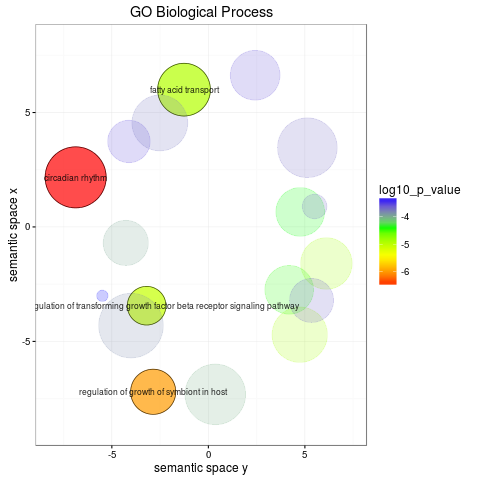 GO Biological Process
fatty acid transport
circadian rhythm
gulation of transforming growth factor beta receptor signaling pathway
regulation of growth of symbiont in host
5
0
-5
-5
0
5
semantic space x
semantic space y
log10_p_value
-4
-5
-6